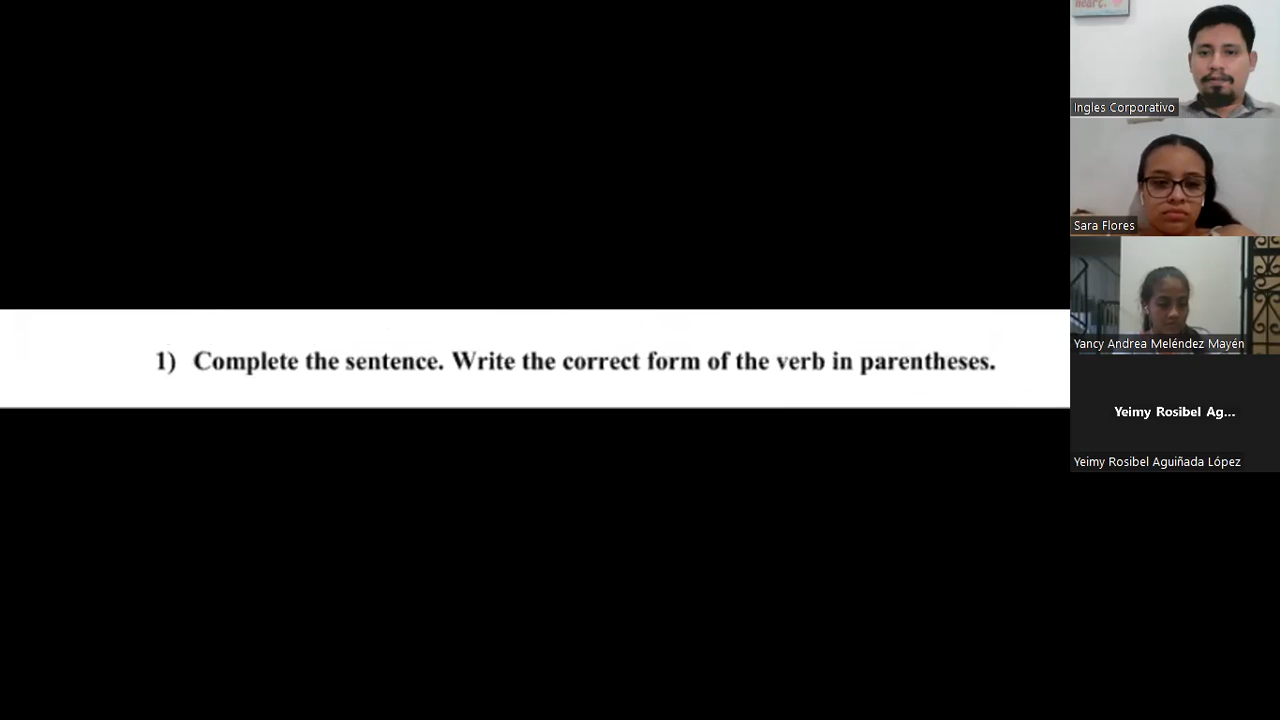 heart.
Ingles Corporativo
Sara Flores
1) Complete the sentence. Write the correct form of the verb in parentheses.
Yancy Andrea Meléndez Mayén
Yeimy Rosibel Ag...
Yeimy Rosibel Aguiñada López